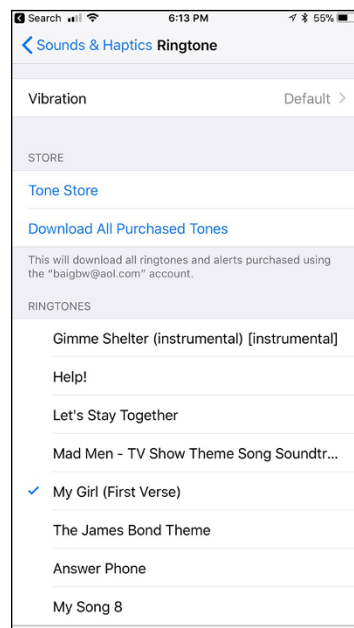 Search 6:13 PM 55%
Sounds & Haptics Ringtone
Vibration Default
STORE
Tone Store
Download All Purchased Tones
This will download all ringtones and alerts purchased using
the "baigbw@aol.com" account.
RINGTONES
Gimme Shelter (instrumental) [instrumental]
Help!
Let's Stay Together
Mad Men - TV Show Theme Song Soundtr...
My Girl (First Verse)
The James Bond Theme
Answer Phone
My Song 8